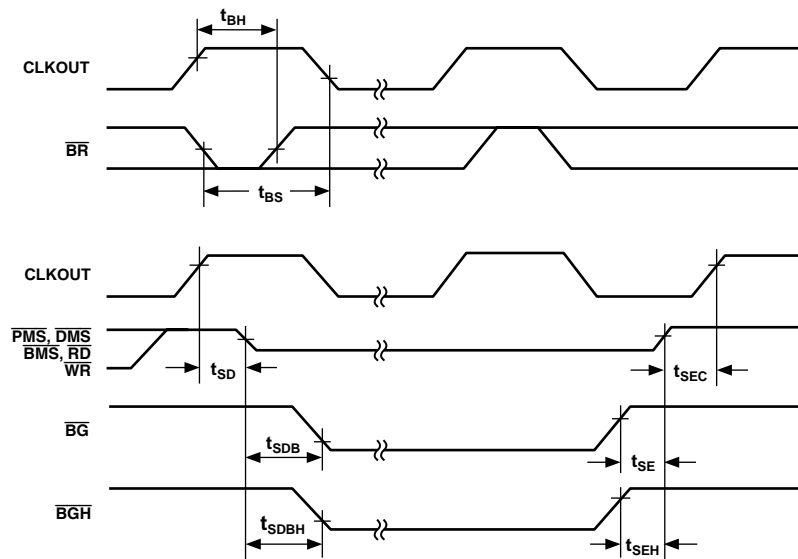 tBH
CLKOUT
BR
tBS
CLKOUT
PMS, DMS
BMS, RD
WR
tSD
tSEC
BG
tSDB
tSE
BGH
tSDBH
tSEH